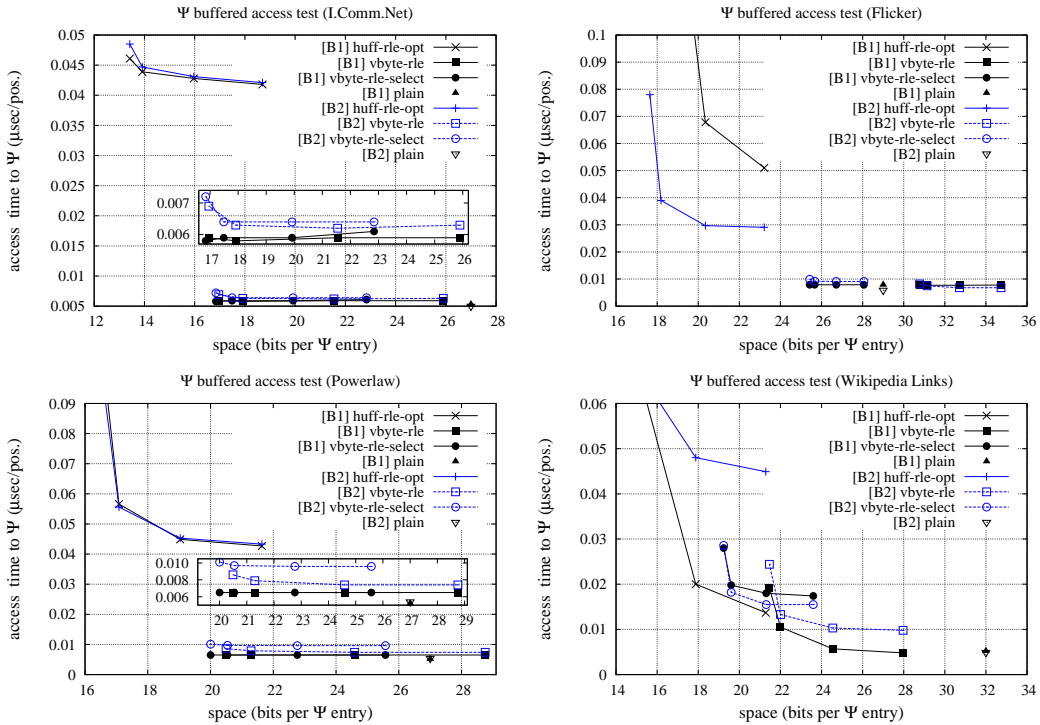 Ψ buffered access test (I.Comm.Net)
access time to Ψ (μsec/pos.)
0.05
0.045
0.04
0.035
0.03
0.025
0.02
0.015
0.01
0.005
12 14 16 18 20 22 24 26 28
space (bits per Ψ entry)
[B1] huff-rle-opt
[B1] vbyte-rle
[B1] vbyte-rle-select
[B1] plain
[B2] huff-rle-opt
[B2] vbyte-rle
[B2] vbyte-rle-select
[B2] plain
0.007
0.006
17 18 19 20 21 22 23 24 25 26
Ψ buffered access test (Flicker)
access time to Ψ (μsec/pos.)
0.1
0.09
0.08
0.07
0.06
0.05
0.04
0.03
0.02
0.01
0
16 18 20 22 24 26 28 30 32 34 36
space (bits per Ψ entry)
[B1] huff-rle-opt
[B1] vbyte-rle
[B1] vbyte-rle-select
[B1] plain
[B2] huff-rle-opt
[B2] vbyte-rle
[B2] vbyte-rle-select
[B2] plain
Ψ buffered access test (Powerlaw)
access time to Ψ (μsec/pos.)
0.09
0.08
0.07
0.06
0.05
0.04
0.03
0.02
0.01
0
16 18 20 22 24 26 28
space (bits per Ψ entry)
[B1] huff-rle-opt
[B1] vbyte-rle
[B1] vbyte-rle-select
[B1] plain
[B2] huff-rle-opt
[B2] vbyte-rle
[B2] vbyte-rle-select
[B2] plain
0.010
0.008
0.006
20 21 22 23 24 25 26 27 28 29
Ψ buffered access test (Wikipedia Links)
access time to Ψ (μsec/pos.)
0.06
0.05
0.04
0.03
0.02
0.01
0
14 16 18 20 22 24 26 28 30 32 34
space (bits per Ψ entry)
[B1] huff-rle-opt
[B1] vbyte-rle
[B1] vbyte-rle-select
[B1] plain
[B2] huff-rle-opt
[B2] vbyte-rle
[B2] vbyte-rle-select
[B2] plain